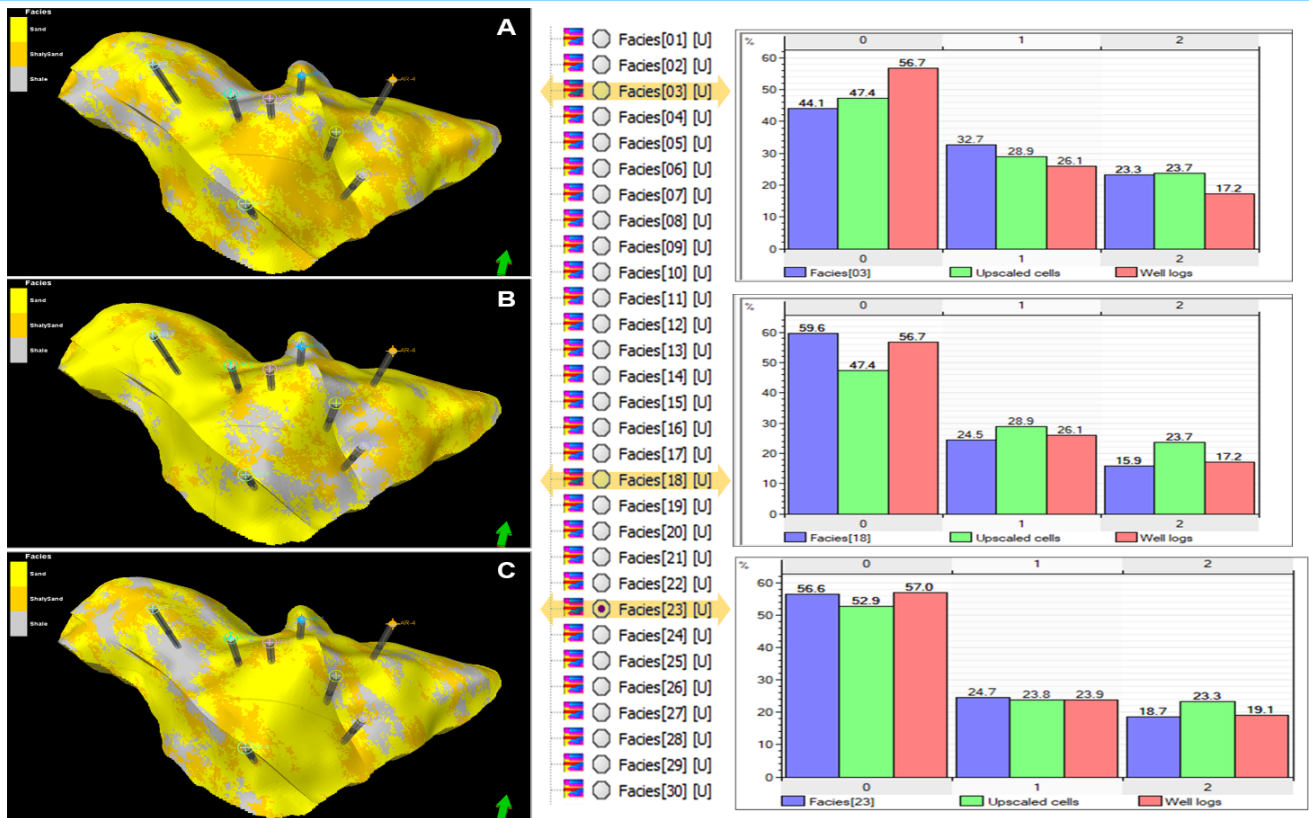 Facies
Sand
ShalySand
Shale
A
AR-4
Facies
Sand
ShalySand
Shale
B
AR-4
Facies
Sand
ShalySand
Shale
C
AR-4
Facies[01] [U]
Facies[02] [U]
Facies[03] [U]
Facies[04] [U]
Facies[05] [U]
Facies[06] [U]
Facies[07] [U]
Facies[08] [U]
Facies[09] [U]
Facies[10] [U]
Facies[11] [U]
Facies[12] [U]
Facies[13] [U]
Facies[14] [U]
Facies[15] [U]
Facies[16] [U]
Facies[17] [U]
Facies[18] [U]
Facies[19] [U]
Facies[20] [U]
Facies[21] [U]
Facies[22] [U]
Facies[23] [U]
Facies[24] [U]
Facies[25] [U]
Facies[26] [U]
Facies[27] [U]
Facies[28] [U]
Facies[29] [U]
Facies[30] [U]
% 0 1 2
60
50
40
30
20
10
0
44.1 47.4 56.7 32.7 28.9 26.1 23.3 23.7 17.2
0 1 2
Facies[03] Upscaled cells Well logs
% 0 1 2
60
50
40
30
20
10
0
59.6 47.4 56.7 24.5 28.9 26.1 15.9 23.7 17.2
0 1 2
Facies[18] Upscaled cells Well logs
% 0 1 2
60
50
40
30
20
10
0
56.6 52.9 57.0 24.7 23.8 23.9 18.7 23.3 19.1
0 1 2
Facies[23] Upscaled cells Well logs